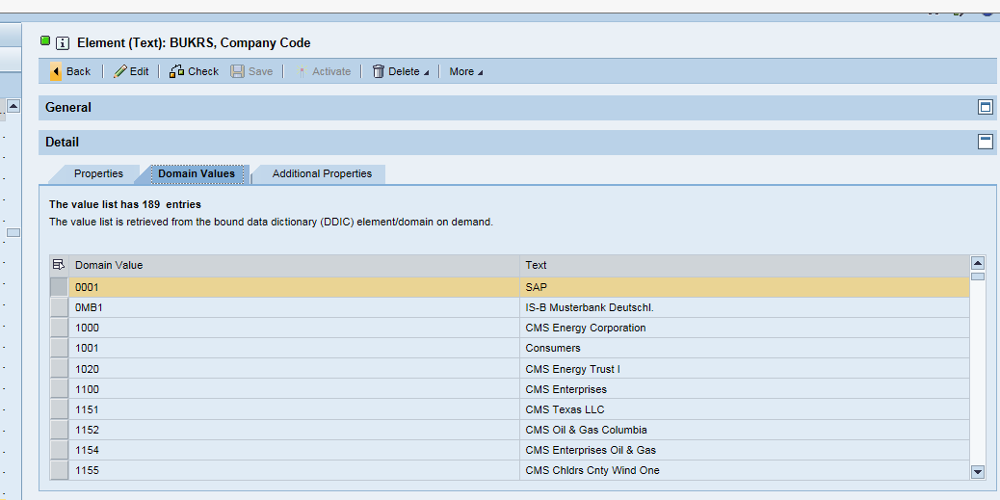 Element (Text): BUKRS, Company Code
Back Edit Check Save Activate Delete More
General
Detail
Properties Domain Values Additional Properties
The value list has 189 entries
The value list is retrieved from the bound data dictionary (DDIC) element/domain on demand.
Domain Value Text
0001 SAP
0MB1 IS-B Musterbank Deutschl.
1000 CMS Energy Corporation
1001 Consumers
1020 CMS Energy Trust I
1100 CMS Enterprises
1151 CMS Texas LLC
1152 CMS Oil & Gas Columbia
1154 CMS Enterprises Oil & Gas
1155 CMS Chldrs Cnty Wind One